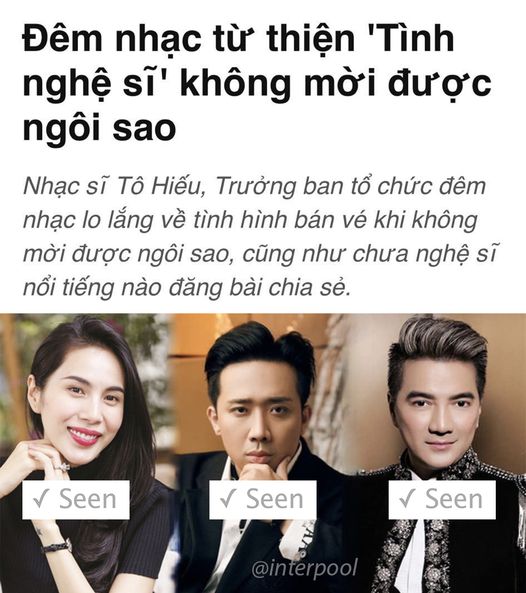 Đêm nhạc từ thiện 'Tình
nghệ sĩ' không mời được
ngôi sao
Nhạc sĩ Tô Hiếu, Trưởng ban tổ chức đêm
nhạc lo lắng về tình hình bán vé khi không
mời được ngôi sao, cũng như chưa nghệ sĩ
nổi tiếng nào đăng bài chia sẻ.
✓ Seen
✓ Seen
✓ Seen
@interpool